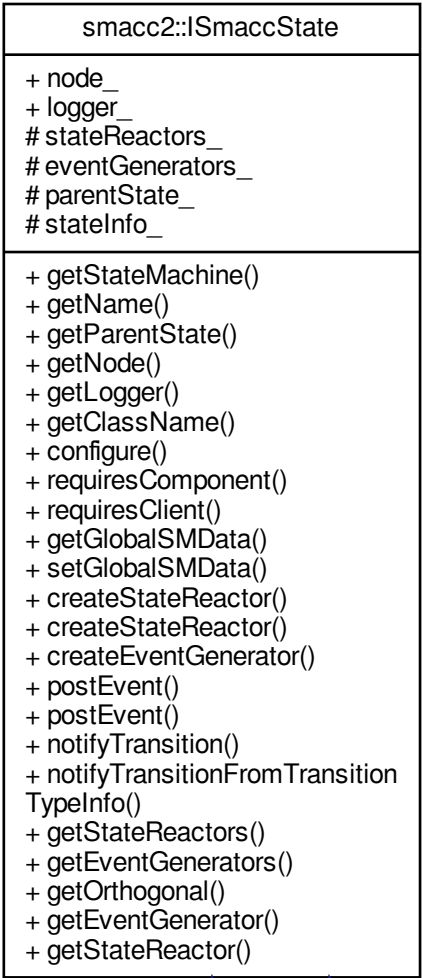 smacc2::ISmaccState
+ node_
+ logger_
# stateReactors_
# eventGenerators_
# parentState_
# stateInfo_
+ getStateMachine()
+ getName()
+ getParentState()
+ getNode()
+ getLogger()
+ getClassName()
+ configure()
+ requiresComponent()
+ requiresClient()
+ getGlobalSMData()
+ setGlobalSMData()
+ createStateReactor()
+ createStateReactor()
+ createEventGenerator()
+ postEvent()
+ postEvent()
+ notifyTransition()
+ notifyTransitionFromTransition
TypeInfo()
+ getStateReactors()
+ getEventGenerators()
+ getOrthogonal()
+ getEventGenerator()
+ getStateReactor()